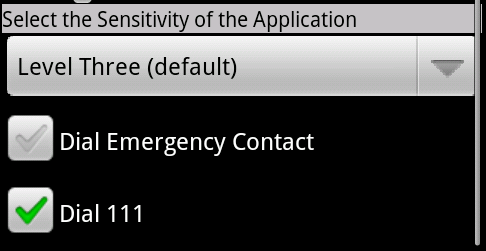 Select the Sensitivity of the Application
Level Three (default)
Dial Emergency Contact
Dial 111